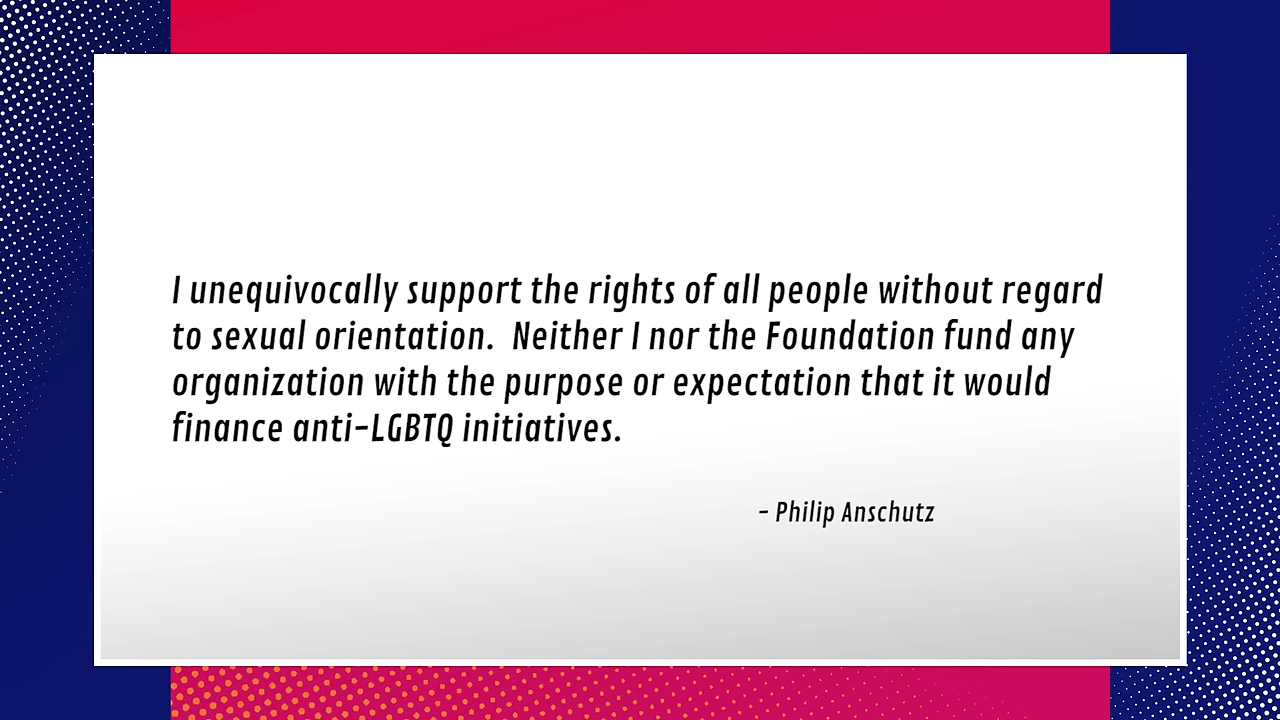 I unequivocally support the rights of all people without regard
to sexual orientation. Neither I nor the Foundation fund any
organization with the purpose or expectation that it would
finance anti-LGBTQ initiatives.
- Philip Anschutz